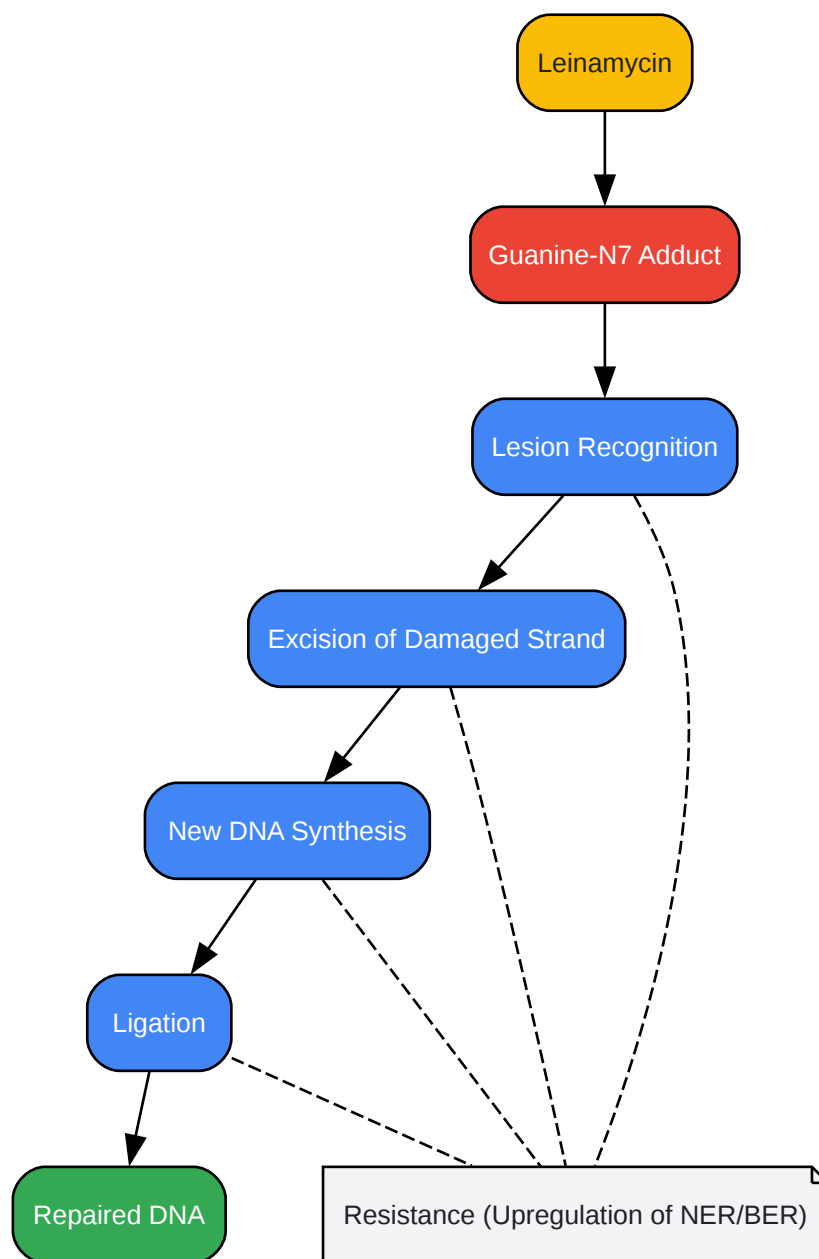 Leinamycin
Guanine-N7 Adduct
Lesion Recognition
Excision of Damaged Strand
New DNA Synthesis
Ligation
Repaired DNA
Resistance (Upregulation of NER/BER)